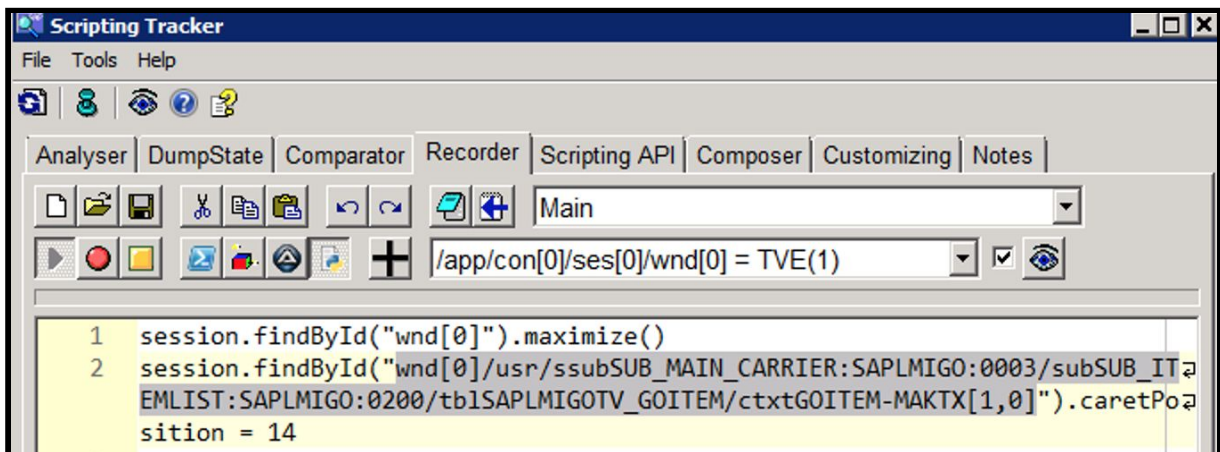 Scripting Tracker
File Tools Help
Analyser DumpState Comparator Recorder Scripting API Composer Customizing Notes
Main
/app/con[0]/ses[0]/wnd[0] = TVE(1)
1 session.findById("wnd[0]").maximize()
2 session.findById("wnd[0]/usr/ssubSUB_MAIN_CARRIER:SAPLMIGO:0003/subSUB_IT
EMLIST:SAPLMIGO:0200/tblSAPLMIGOTV_GOITEM/ctxtGOITEM-MAKTX[1,0]").caretPo
sition = 14